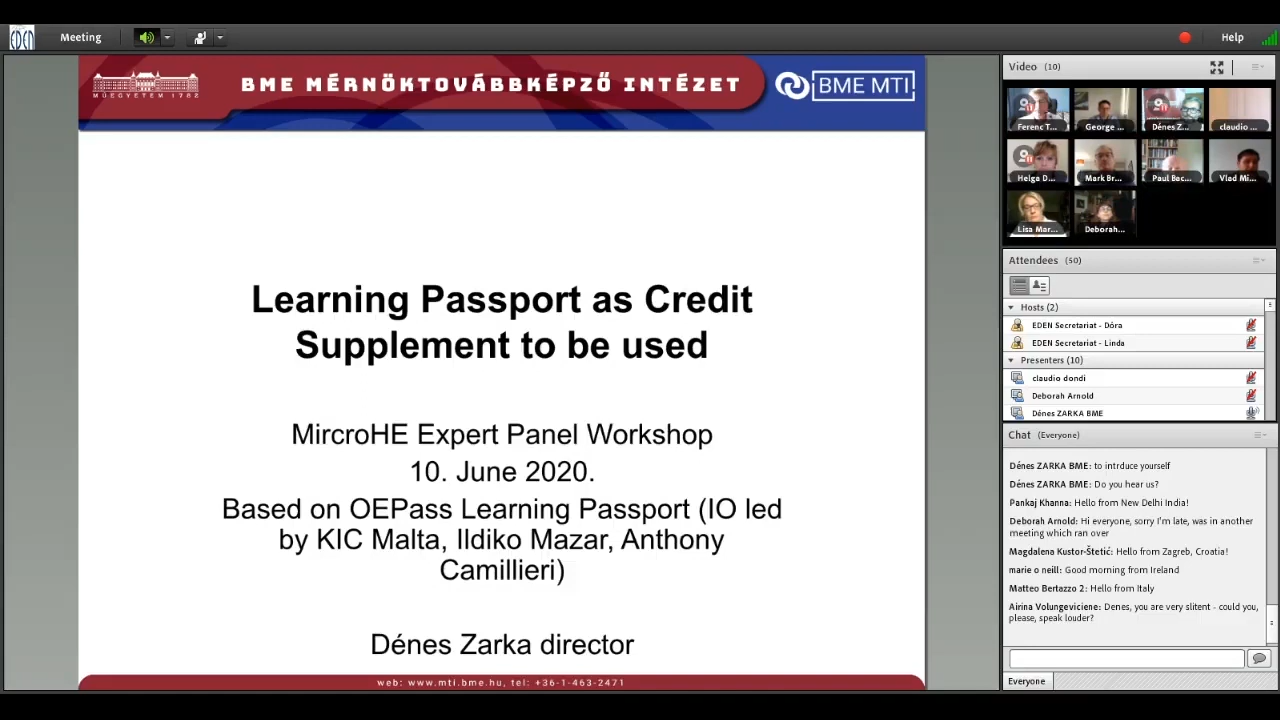 EDEN
Meeting
Help
MŰEGYETEM 1782
BME MÉRNÖKTOVÁBBKÉPZŐ INTÉZET
BME MTI
Learning Passport as Credit
Supplement to be used
MircroHE Expert Panel Workshop
10. June 2020.
Based on OEPass Learning Passport (IO led
by KIC Malta, Ildiko Mazar, Anthony
Camillieri)
Dénes Zarka director
web: www.mti.bme.hu, tel: +36-1-463-2471
Video (10)
Ferenc T...
George ...
Dénes Z...
claudio ...
Helga D...
Mark Br...
Paul Bac...
Vlad Mi...
Lisa Mar...
Deborah...
Attendees (50)
Hosts (2)
EDEN Secretariat - Dóra
EDEN Secretariat - Linda
Presenters (10)
claudio dondi
Deborah Arnold
Dénes ZARKA BME
Chat (Everyone)
Dénes ZARKA BME: to intrduce yourself
Dénes ZARKA BME: Do you hear us?
Pankaj Khanna: Hello from New Delhi India!
Deborah Arnold: Hi everyone, sorry I'm late, was in another
meeting which ran over
Magdalena Kustor-Štetić: Hello from Zagreb, Croatia!
marie o neill: Good morning from Ireland
Matteo Bertazzo 2: Hello from Italy
Airina Volungeviciene: Denes, you are very slitent - could you,
please, speak louder?
Everyone